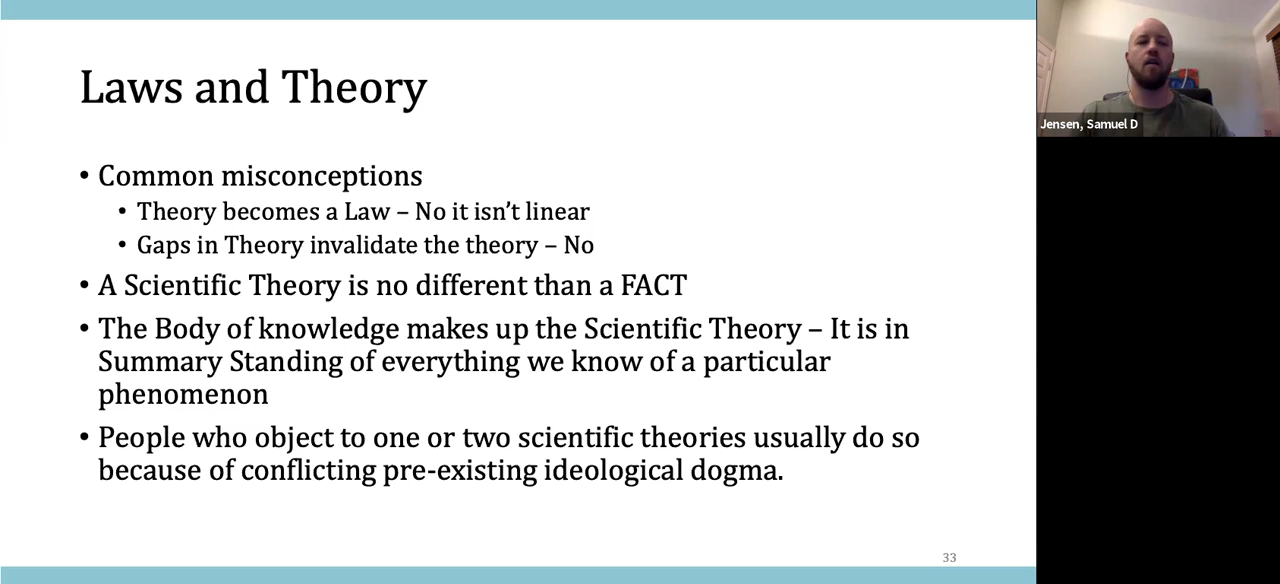 Laws and Theory
• Common misconceptions
• Theory becomes a Law – No it isn’t linear
• Gaps in Theory invalidate the theory – No
• A Scientific Theory is no different than a FACT
• The Body of knowledge makes up the Scientific Theory – It is in
Summary Standing of everything we know of a particular
phenomenon
• People who object to one or two scientific theories usually do so
because of conflicting pre-existing ideological dogma.
33
Jensen, Samuel D